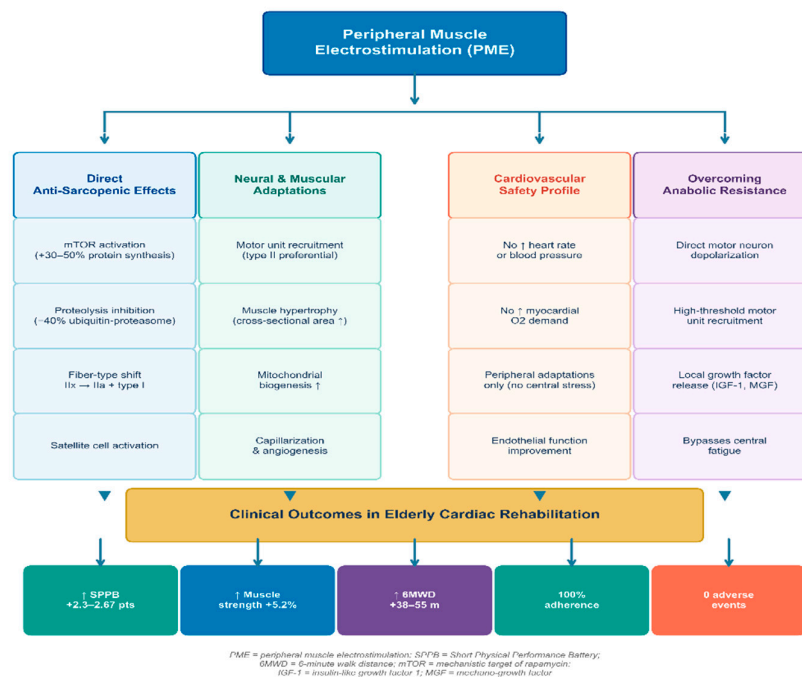 Peripheral Muscle
Electrostimulation (PME)
Direct
Anti-Sarcopenic Effects
mTOR activation
(+30–50% protein synthesis)
Proteolysis inhibition
(−40% ubiquitin-proteasome)
Fiber-type shift
IIx → IIa + type I
Satellite cell activation
Neural & Muscular
Adaptations
Motor unit recruitment
(type II preferential)
Muscle hypertrophy
(cross-sectional area ↑)
Mitochondrial
biogenesis ↑
Capillarization
& angiogenesis
Cardiovascular
Safety Profile
No ↑ heart rate
or blood pressure
No ↑ myocardial
O2 demand
Peripheral adaptations
only (no central stress)
Endothelial function
improvement
Overcoming
Anabolic Resistance
Direct motor neuron
depolarization
High-threshold motor
unit recruitment
Local growth factor
release (IGF-1, MGF)
Bypasses central
fatigue
Clinical Outcomes in Elderly Cardiac Rehabilitation
↑ SPPB
+2.3–2.67 pts
↑ Muscle
strength +5.2%
↑ 6MWD
+38–55 m
100%
adherence
0 adverse
events
PME = peripheral muscle electrostimulation; SPPB = Short Physical Performance Battery;
6MWD = 6-minute walk distance; mTOR = mechanistic target of rapamycin;
IGF-1 = insulin-like growth factor 1; MGF = mechano-growth factor